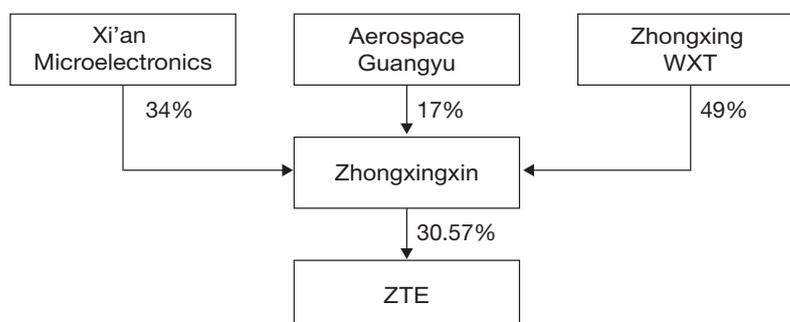 Xi’an
Microelectronics
Aerospace
Guangyu
Zhongxing
WXT
34%
17%
49%
Zhongxingxin
30.57%
ZTE